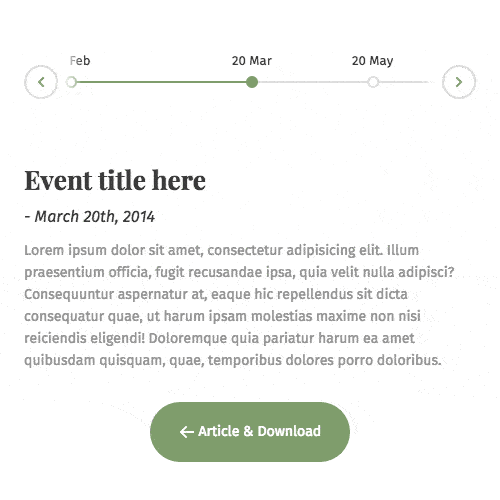 Feb 20 Mar 20 May
Event title here
- March 20th, 2014
Lorem ipsum dolor sit amet, consectetur adipisicing elit. Illum
praesentium officia, fugit recusandae ipsa, quia velit nulla adipisci?
Consequuntur aspernatur at, eaque hic repellendus sit dicta
consequatur quae, ut harum ipsam molestias maxime non nisi
reiciendis eligendi! Doloremque quia pariatur harum ea amet
quibusdam quisquam, quae, temporibus dolores porro doloribus.
← Article & Download